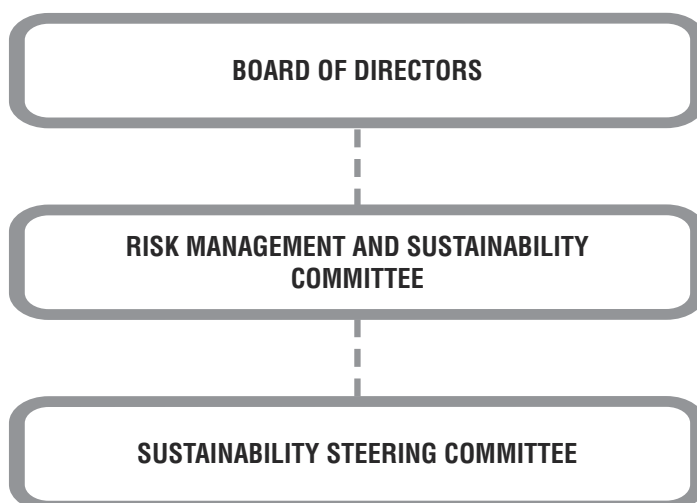 BOARD OF DIRECTORS
RISK MANAGEMENT AND SUSTAINABILITY
COMMITTEE
SUSTAINABILITY STEERING COMMITTEE